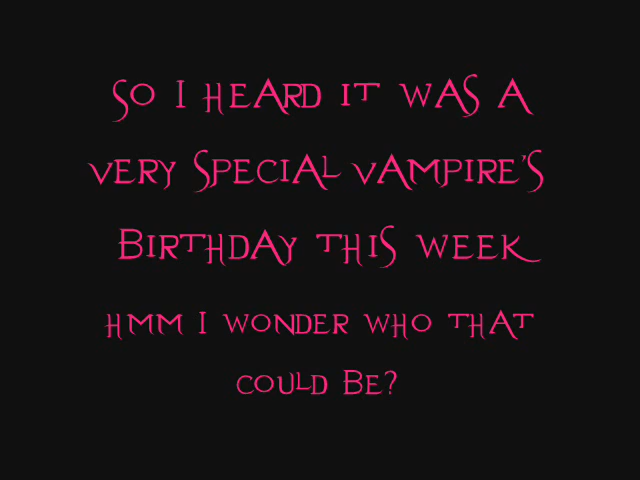 So I heard it was a
very Special vampire's
Birthday this week
hmm I wonder who that
could Be?